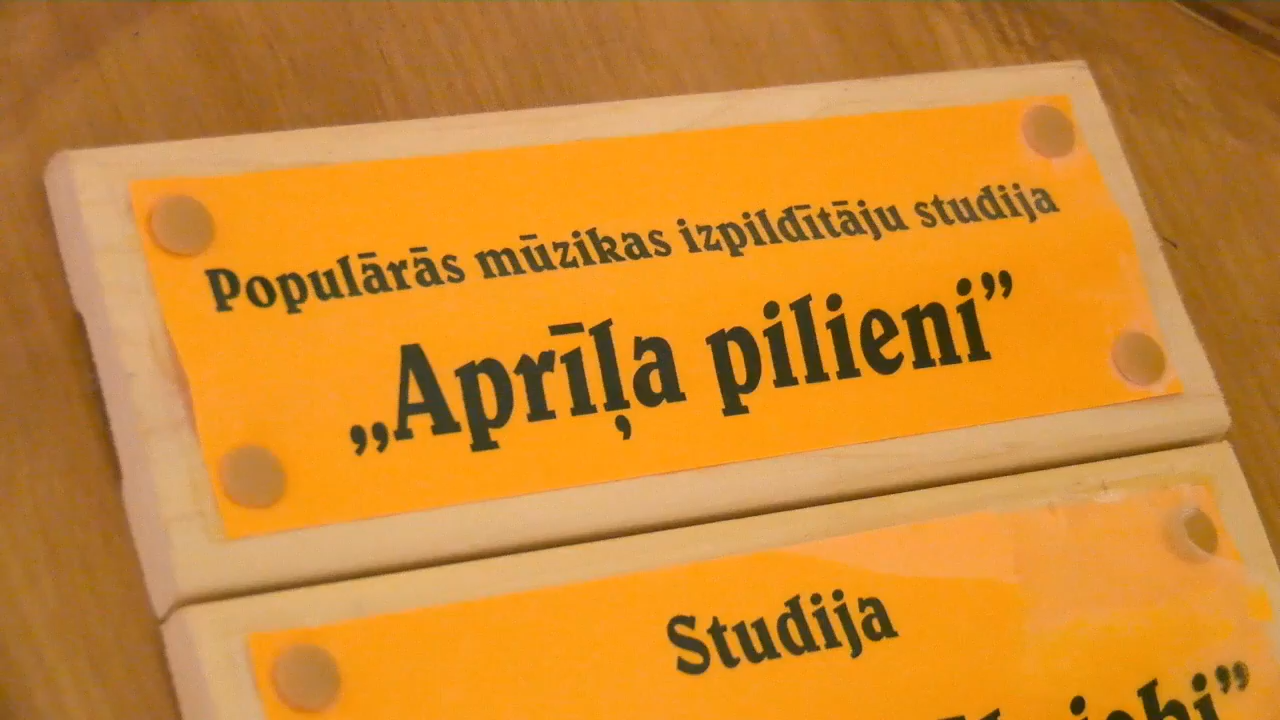 Populārās mūzikas izpildītāju studija
„Aprīļa pilieni”
Studija